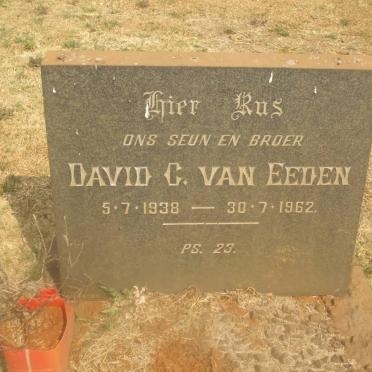 Hier Rus
ONS SEUN EN BROER
DAVID C. VAN EEDEN
5·7·1938 — 30·7·1962.
PS. 23.